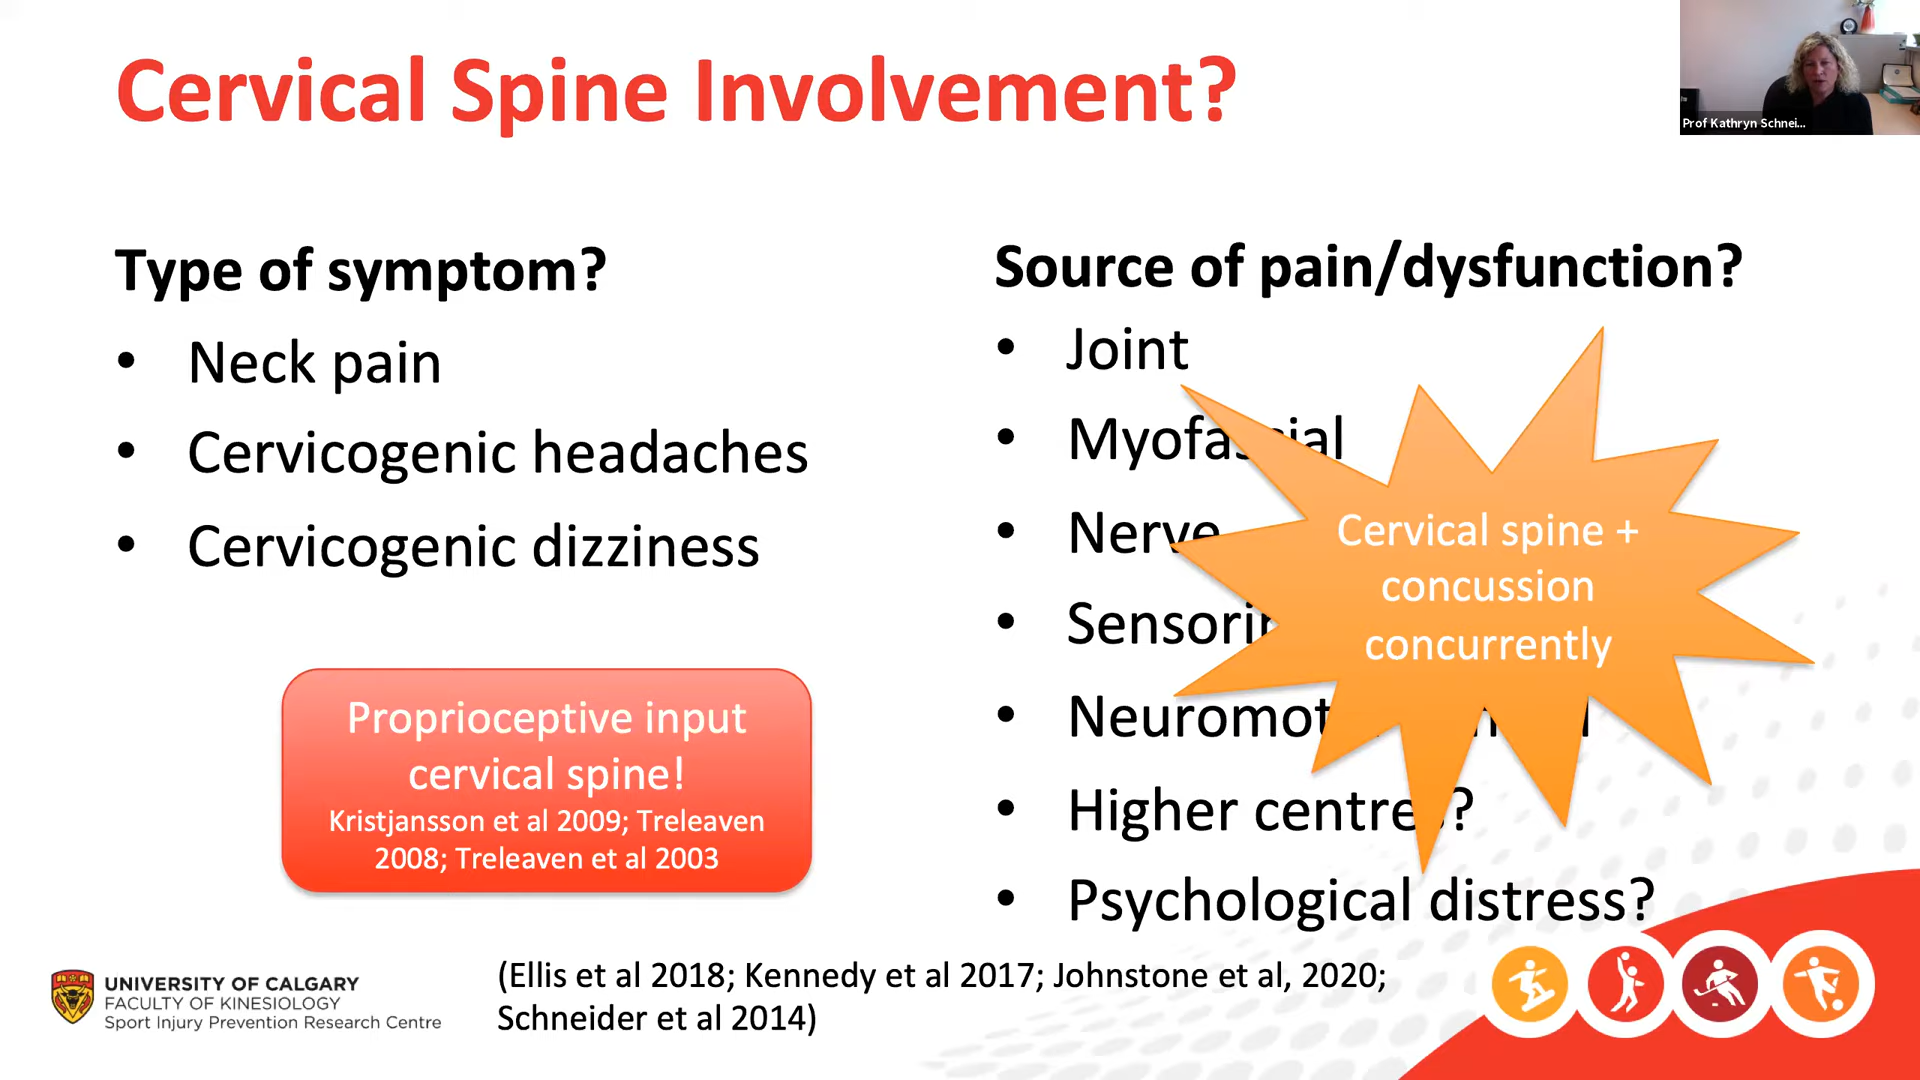 Cervical Spine Involvement?
Prof Kathryn Schnei...
Type of symptom?
• Neck pain
• Cervicogenic headaches
• Cervicogenic dizziness
Proprioceptive input
cervical spine!
Kristjansson et al 2009; Treleaven
2008; Treleaven et al 2003
Source of pain/dysfunction?
• Joint
• Myofascial
• Nerve
•
•
• Higher centres?
• Psychological distress?
Cervical spine +
concussion
concurrently
(Ellis et al 2018; Kennedy et al 2017; Johnstone et al, 2020;
Schneider et al 2014)
UNIVERSITY OF CALGARY
FACULTY OF KINESIOLOGY
Sport Injury Prevention Research Centre